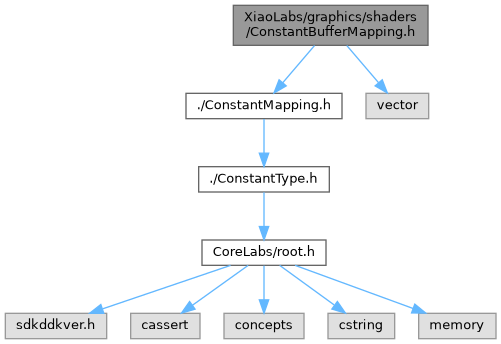 XiaoLabs/graphics/shaders
/ConstantBufferMapping.h
./ConstantMapping.h
vector
./ConstantType.h
CoreLabs/root.h
sdkddkver.h
cassert
concepts
cstring
memory